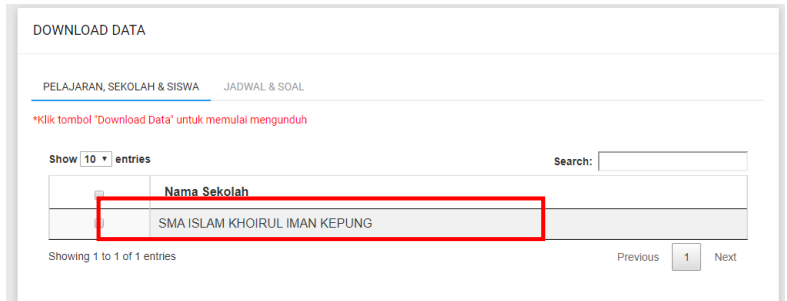 DOWNLOAD DATA
PELAJARAN, SEKOLAH & SISWA JADWAL & SOAL
*Klik tombol "Download Data" untuk memulai mengunduh
Show 10 entries Search:
Nama Sekolah
SMA ISLAM KHOIRUL IMAN KEPUNG
Showing 1 to 1 of 1 entries Previous 1 Next